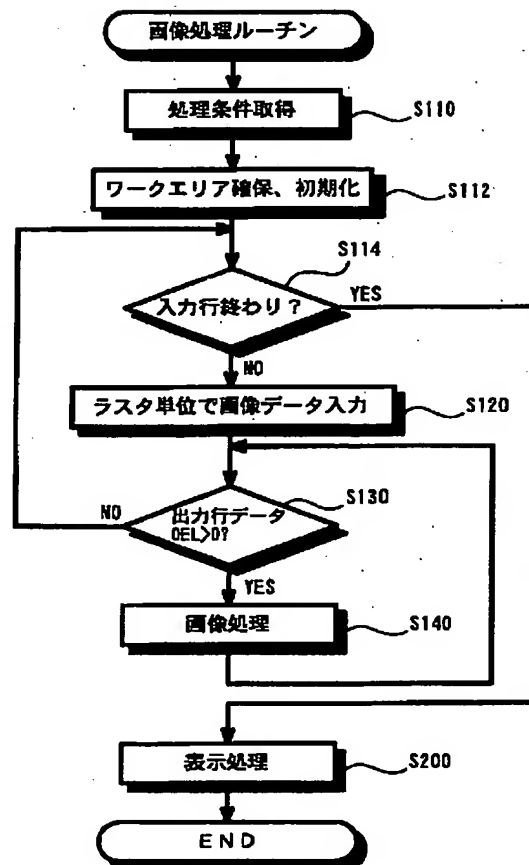 画像処理ルーチン
処理条件取得
S110
ワークエリア確保、初期化
S112
S114
入力行終わり？
YES
NO
ラスタ単位で画像データ入力
S120
S130
NO
出力行データ
OEL>0?
YES
画像処理
S140
表示処理
S200
END